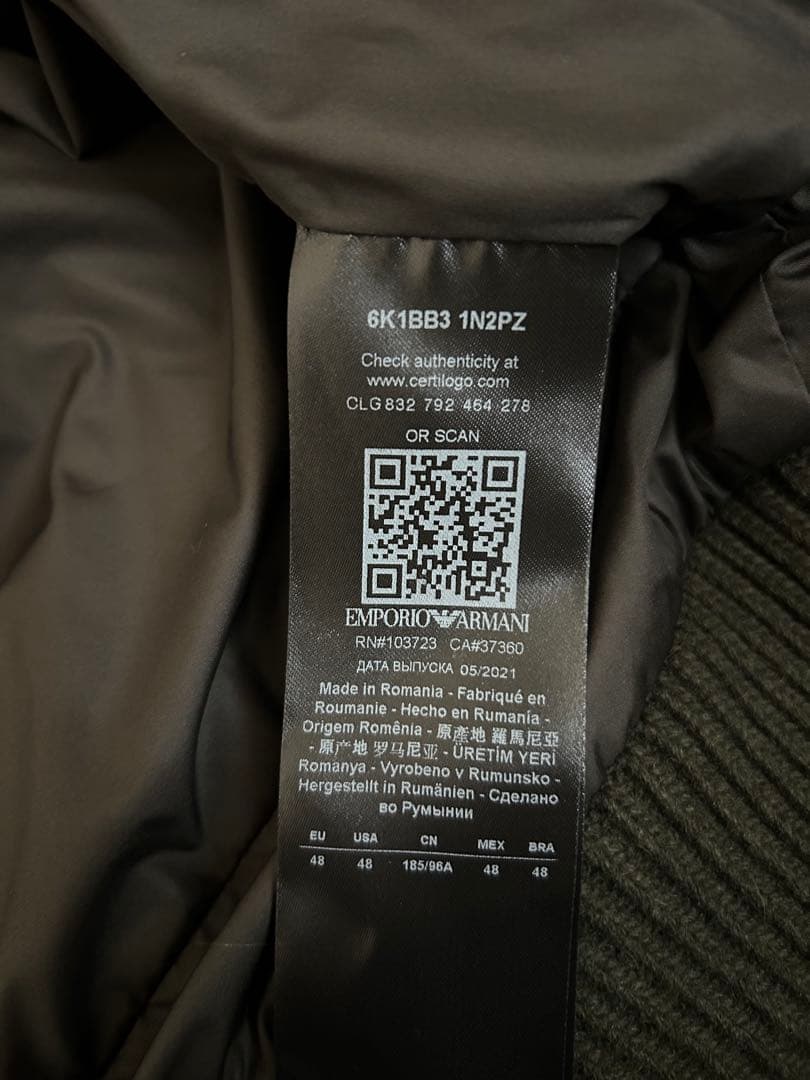 6K1BB3 1N2PZ
Check authenticity at
www.certilogo.com
CLG 832 792 464 278
OR SCAN
EMPORIO ARMANI
RN#103723 CA#37360
ДАТА ВЫПУСКА 05/2021
Made in Romania - Fabriqué en
Roumanie - Hecho en Rumanía -
Origem Romênia - 原產地 羅馬尼亞
- 原产地 罗马尼亚 - ÜRETİM YERİ
Romanya - Vyrobeno v Rumunsko -
Hergestellt in Rumänien - Сделано
во Румынии
EU USA CN MEX BRA
48 48 185/96A 48 48